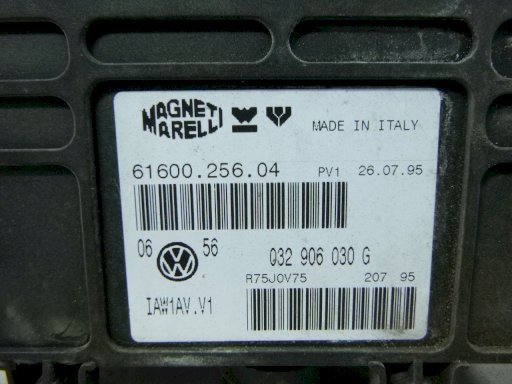 MAGNETI
MARELLI
MADE IN ITALY
61600.256.04 PV1 26.07.95
06 56 032 906 030 G
R75J0V75 207 95
IAW1AV.V1